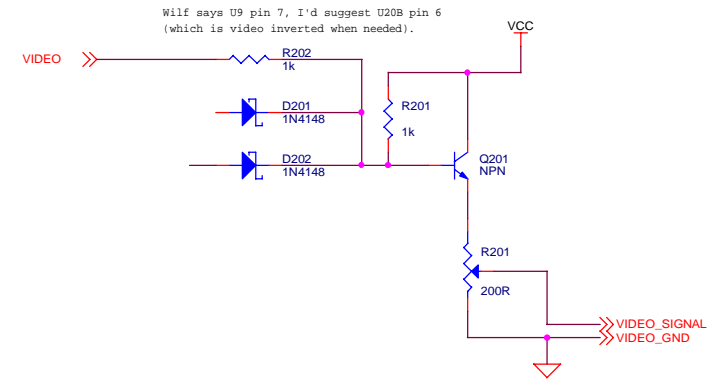 Wilf says U9 pin 7, I'd suggest U20B pin 6
(which is video inverted when needed).
VCC
VIDEO
R202
1k
D201
1N4148
R201
1k
D202
1N4148
Q201
NPN
R201
200R
VIDEO_SIGNAL
VIDEO_GND